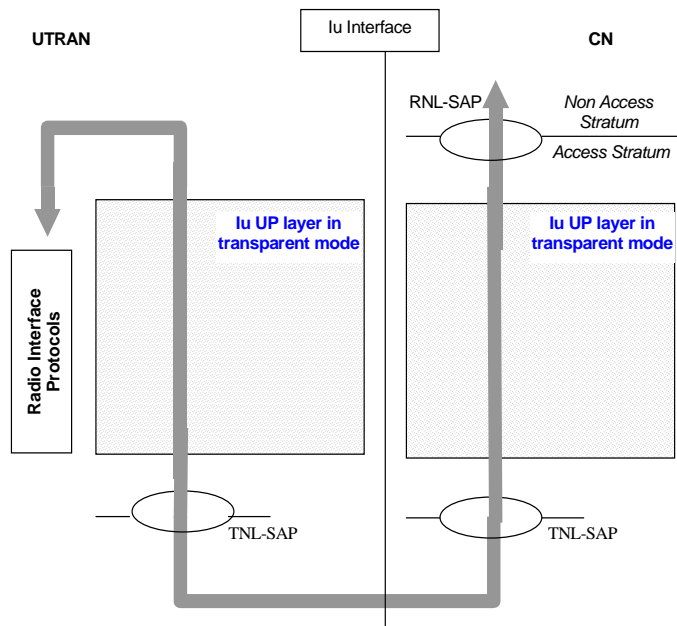 Iu Interface
UTRAN
CN
RNL-SAP
Non Access
Stratum
Access Stratum
Iu UP layer in
transparent mode
Iu UP layer in
transparent mode
Radio Interface
Protocols
TNL-SAP
TNL-SAP